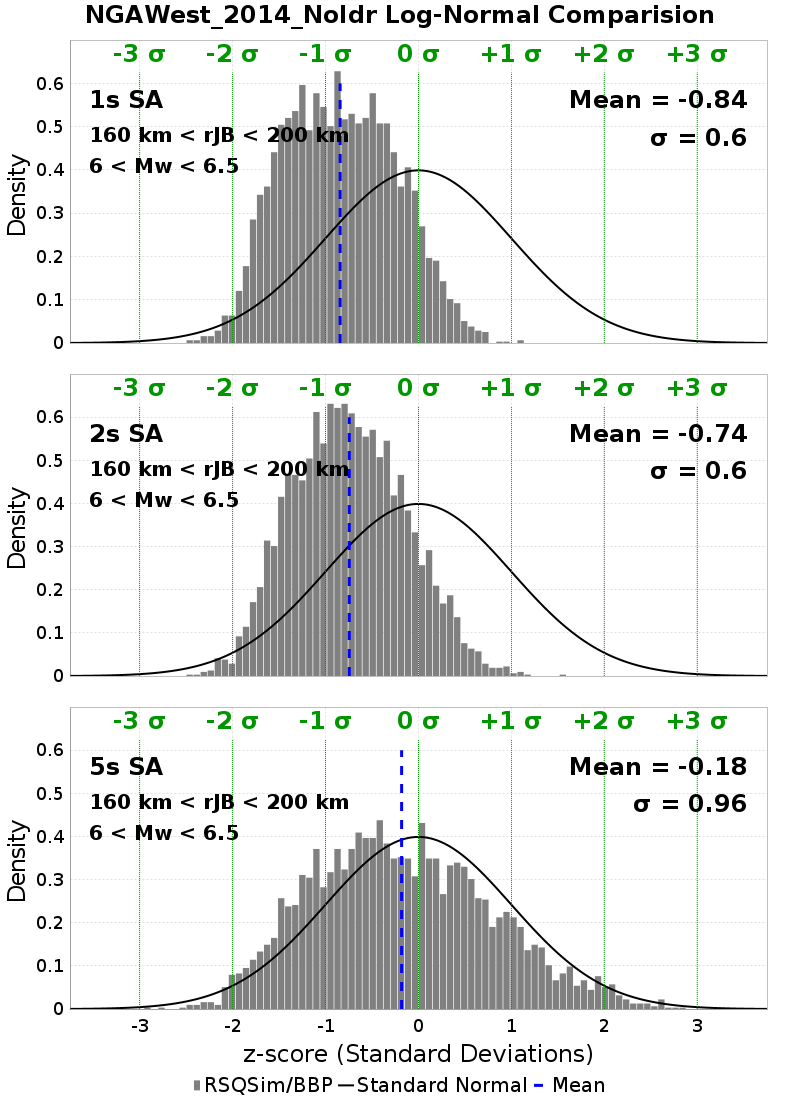 NGAWest_2014_NoIdr Log-Normal Comparision
-3 σ -2 σ -1 σ 0 σ +1 σ +2 σ +3 σ
0.6
1s SA
Mean = -0.84
0.5
160 km < rJB < 200 km
σ = 0.6
6 < Mw < 6.5
0.4
0.3
0.2
0.1
0
Density
-3 σ -2 σ -1 σ 0 σ +1 σ +2 σ +3 σ
0.6
2s SA
Mean = -0.74
0.5
160 km < rJB < 200 km
σ = 0.6
6 < Mw < 6.5
0.4
0.3
0.2
0.1
0
Density
-3 σ -2 σ -1 σ 0 σ +1 σ +2 σ +3 σ
0.6
5s SA
Mean = -0.18
0.5
160 km < rJB < 200 km
σ = 0.96
6 < Mw < 6.5
0.4
0.3
0.2
0.1
0
Density
-3 -2 -1 0 1 2 3
z-score (Standard Deviations)
RSQSim/BBP Standard Normal Mean